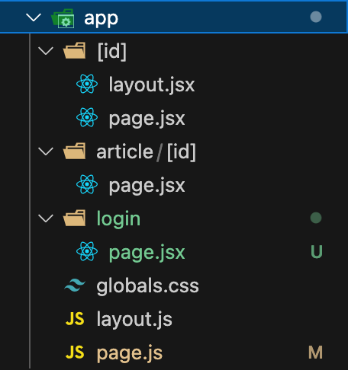 app
[id]
layout.jsx
page.jsx
article/[id]
page.jsx
login
page.jsx U
globals.css
JS layout.js
JS page.js M